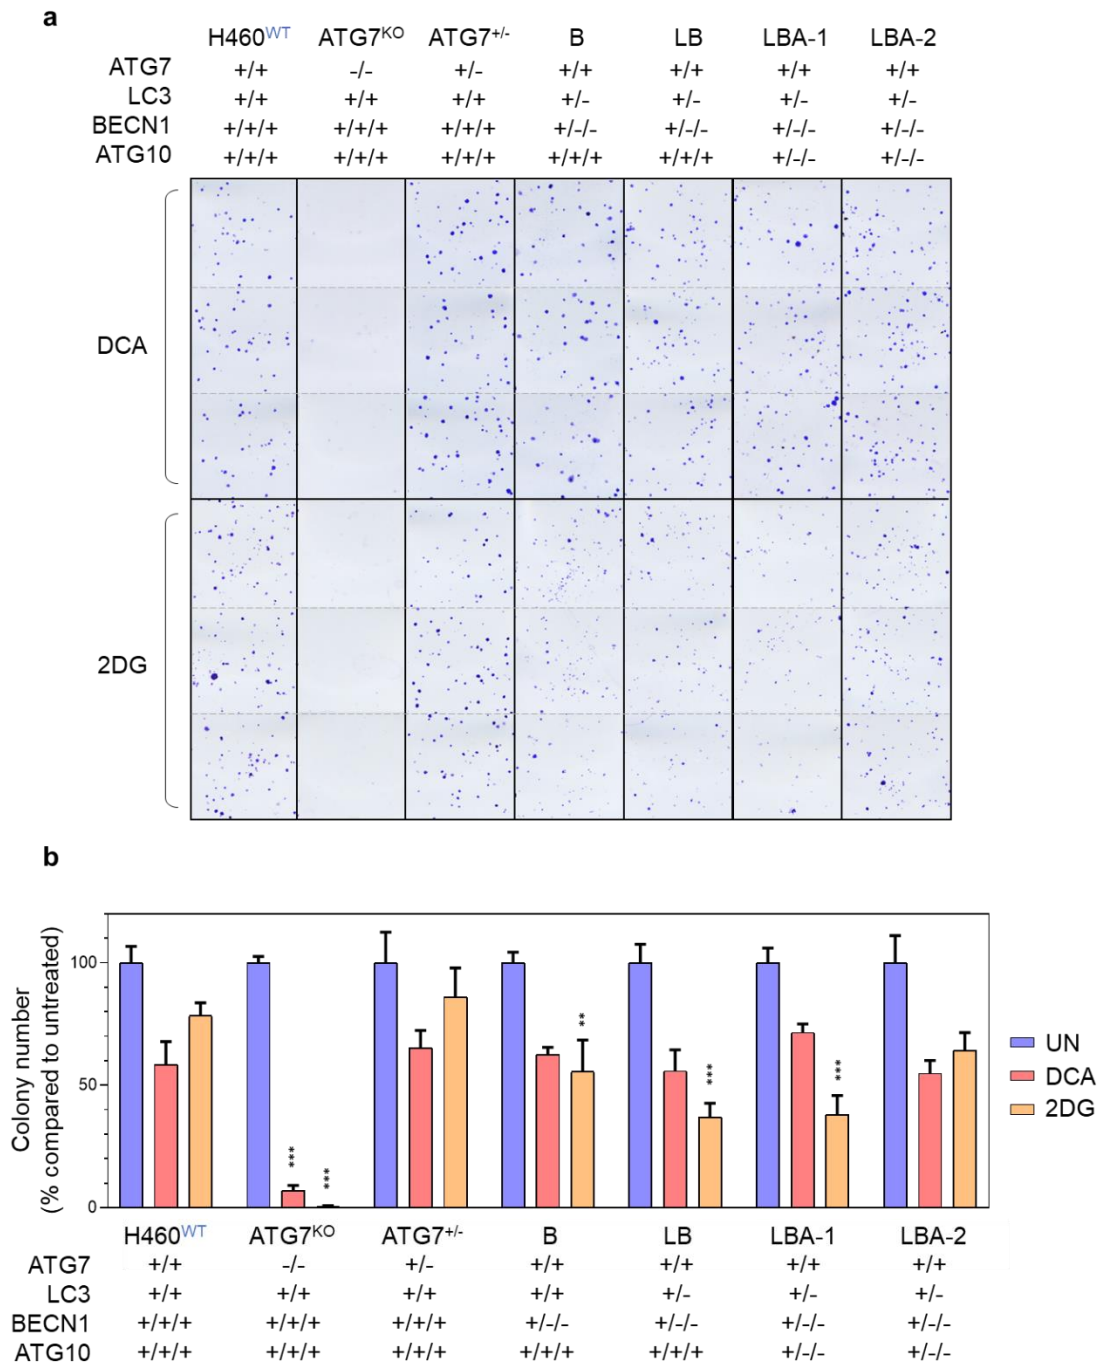 a
H460WT ATG7KO ATG7+/- B LB LBA-1 LBA-2
ATG7 +/+ -/- +/- +/+ +/+ +/+ +/+
LC3 +/+ +/+ +/+ +/- +/- +/- +/-
BECN1 +/+/+ +/+/+ +/+/+ +/-/- +/-/- +/-/- +/-/-
ATG10 +/+/+ +/+/+ +/+/+ +/+/+ +/+/+ +/-/- +/-/-
DCA
2DG
b
Colony number
(% compared to untreated)
100
50
0
*** *** ** *** ***
UN
DCA
2DG
H460WT ATG7KO ATG7+/- B LB LBA-1 LBA-2
ATG7 +/+ -/- +/- +/+ +/+ +/+ +/+
LC3 +/+ +/+ +/+ +/+ +/- +/- +/-
BECN1 +/+/+ +/+/+ +/+/+ +/-/- +/-/- +/-/- +/-/-
ATG10 +/+/+ +/+/+ +/+/+ +/+/+ +/+/+ +/-/- +/-/-